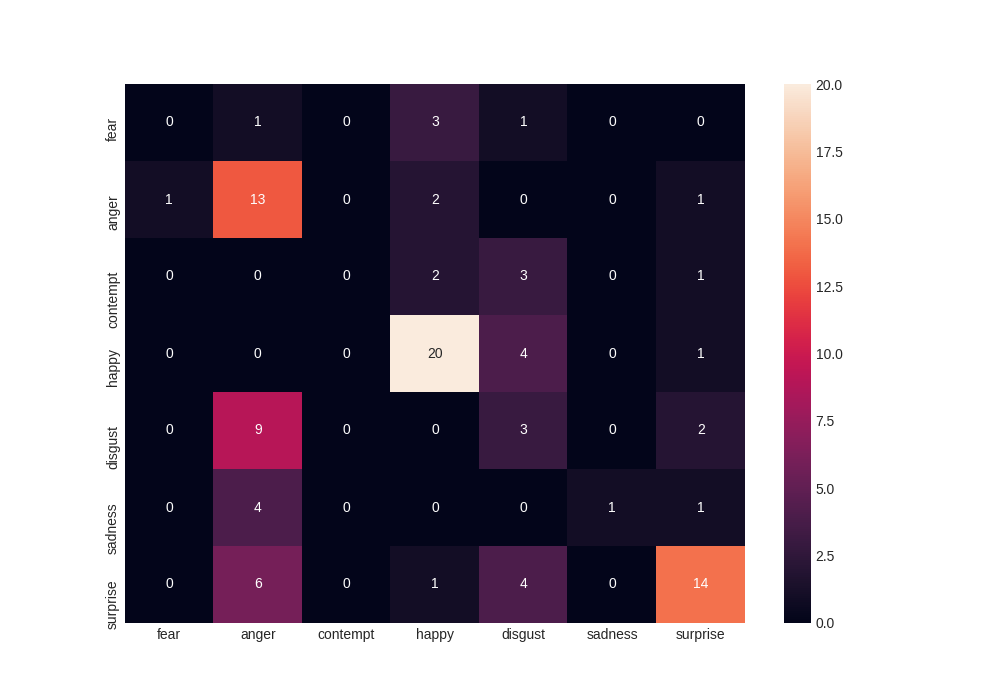 20.0
fear 0 1 0 3 1 0 0
17.5
anger 1 13 0 2 0 0 1
15.0
contempt 0 0 0 2 3 0 1
12.5
happy 0 0 0 20 4 0 1
10.0
7.5
disgust 0 9 0 0 3 0 2
5.0
sadness 0 4 0 0 0 1 1
2.5
surprise 0 6 0 1 4 0 14
0.0
fear anger contempt happy disgust sadness surprise